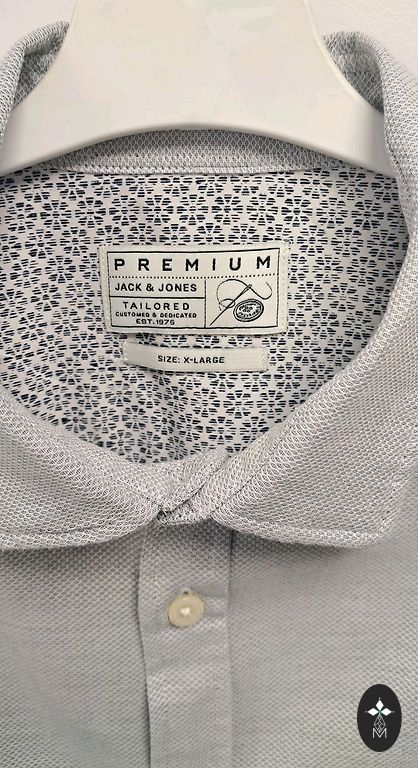 PREMIUM
JACK & JONES
TAILORED
CUSTOMED & DEDICATED
EST. 1975
SIZE: X-LARGE